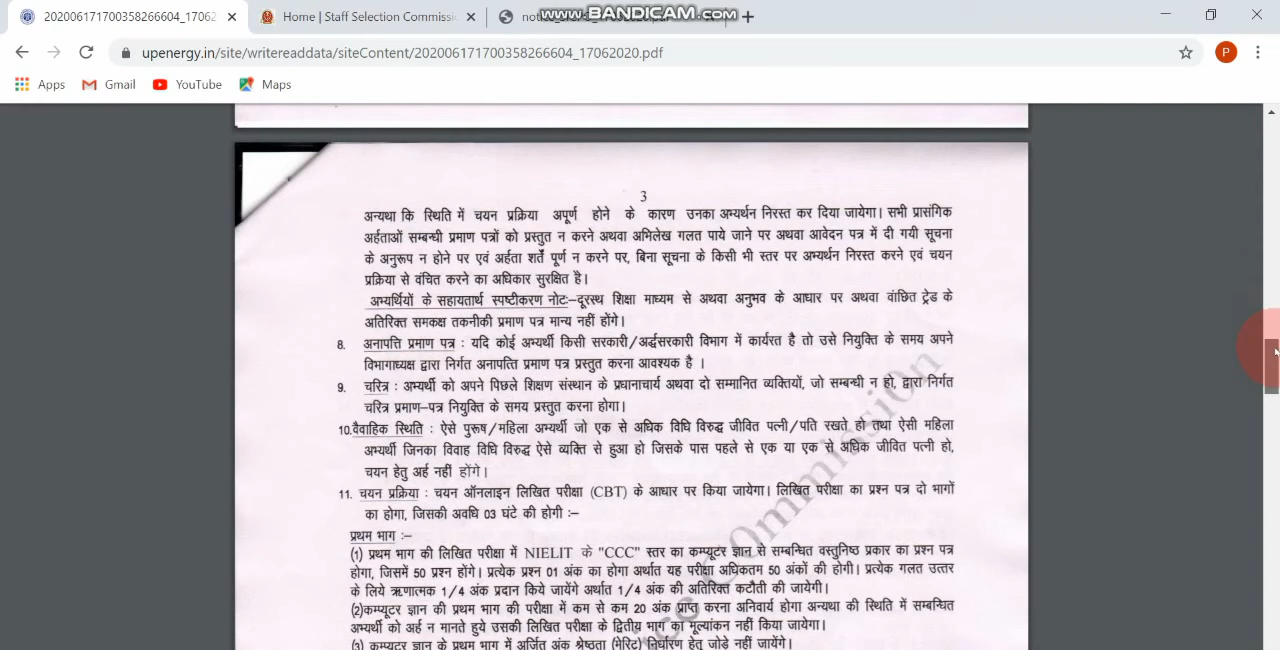 20200617170035826​6604_17062
Home | Staff Selection Commissi
www.BANDICAM.com
upenergy.in/site/writereaddata/siteContent/202006171700358266604_17062020.pdf
P
Apps
Gmail
YouTube
Maps
3
अन्यथा कि स्थिति में चयन प्रक्रिया अपूर्ण होने के कारण उनका अभ्यर्थन निरस्त कर दिया जायेगा। सभी प्रासंगिक
अर्हताओं सम्बन्धी प्रमाण पत्रों को प्रस्तुत न करने अथवा अभिलेख गलत पाये जाने पर अथवा आवेदन पत्र में दी गयी सूचना
के अनुरूप न होने पर एवं अर्हता शर्तें पूर्ण न करने पर, बिना सूचना के किसी भी स्तर पर अभ्यर्थन निरस्त करने एवं चयन
प्रक्रिया से वंचित करने का अधिकार सुरक्षित है।
अभ्यर्थियों के सहायतार्थ स्पष्टीकरण नोटः–दूरस्थ शिक्षा माध्यम से अथवा अनुभव के आधार पर अथवा वांछित ट्रेड के
अतिरिक्त समकक्ष तकनीकी प्रमाण पत्र मान्य नहीं होंगे।
8. अनापत्ति प्रमाण पत्र : यदि कोई अभ्यर्थी किसी सरकारी/अर्द्धसरकारी विभाग में कार्यरत है तो उसे नियुक्ति के समय अपने
विभागाध्यक्ष द्वारा निर्गत अनापत्ति प्रमाण पत्र प्रस्तुत करना आवश्यक है ।
9. चरित्र : अभ्यर्थी को अपने पिछले शिक्षण संस्थान के प्रधानाचार्य अथवा दो सम्मानित व्यक्तियों, जो सम्बन्धी न हो, द्वारा निर्गत
चरित्र प्रमाण–पत्र नियुक्ति के समय प्रस्तुत करना होगा।
10.वैवाहिक स्थिति : ऐसे पुरूष/महिला अभ्यर्थी जो एक से अधिक विधि विरुद्ध जीवित पत्नी/पति रखते हो तथा ऐसी महिला
अभ्यर्थी जिनका विवाह विधि विरुद्ध ऐसे व्यक्ति से हुआ हो जिसके पास पहले से एक या एक से अधिक जीवित पत्नी हो,
चयन हेतु अर्ह नहीं होंगे।
11. चयन प्रक्रिया : चयन ऑनलाइन लिखित परीक्षा (CBT) के आधार पर किया जायेगा। लिखित परीक्षा का प्रश्न पत्र दो भागों
का होगा, जिसकी अवधि 03 घंटे की होगी :–
प्रथम भाग :–
(1) प्रथम भाग की लिखित परीक्षा में NIELIT के "CCC" स्तर का कम्प्यूटर ज्ञान से सम्बन्धित वस्तुनिष्ठ प्रकार का प्रश्न पत्र
होगा, जिसमें 50 प्रश्न होंगे। प्रत्येक प्रश्न 01 अंक का होगा अर्थात यह परीक्षा अधिकतम 50 अंकों की होगी। प्रत्येक गलत उत्तर
के लिये ऋणात्मक 1/4 अंक प्रदान किये जायेंगे अर्थात 1/4 अंक की अतिरिक्त कटौती की जायेगी।
(2)कम्प्यूटर ज्ञान की प्रथम भाग की परीक्षा में कम से कम 20 अंक प्राप्त करना अनिवार्य होगा अन्यथा की स्थिति में सम्बन्धित
अभ्यर्थी को अर्ह न मानते हुये उसकी लिखित परीक्षा के द्वितीय भाग का मूल्यांकन नहीं किया जायेगा।
(3) कम्प्यूटर ज्ञान के प्रथम भाग में अर्जित अंक श्रेष्ठता (मेरिट) निर्धारण हेतु जोड़े नहीं जायेंगे।
ice Commission